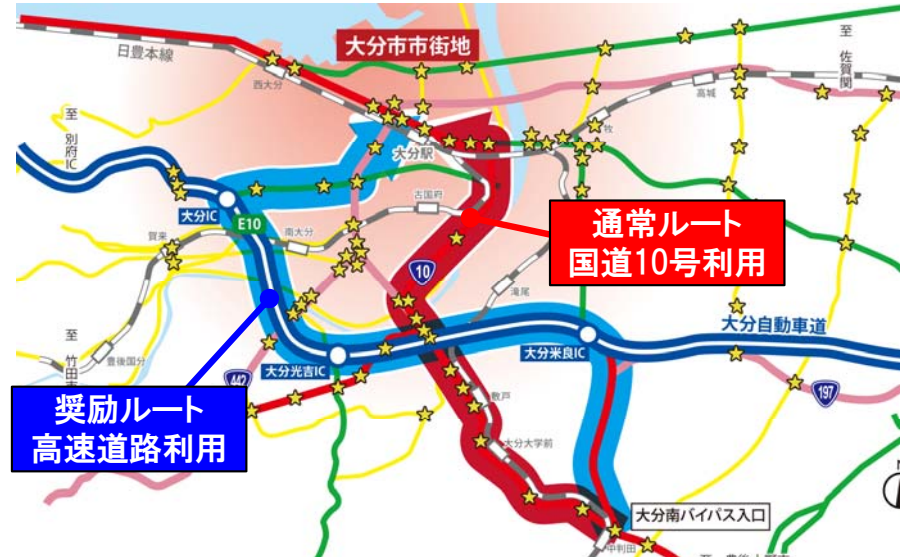 日豊本線
大分市市街地
至 佐賀関
西大分
高城
牧
至 別府IC
大分駅
大分IC
古国府
E10
賀来
南大分
通常ルート
国道10号利用
10
滝尾
大分自動車道
至 竹田市
豊後国分
大分光吉IC
大分米良IC
442
197
敷戸
奨励ルート
高速道路利用
大分大学前
大分南バイパス入口
中判田